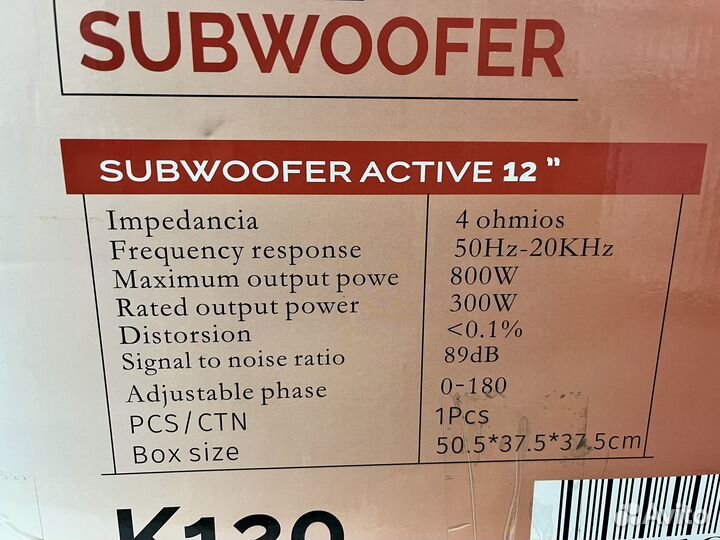 SUBWOOFER
SUBWOOFER ACTIVE 12 ”
Impedancia 4 ohmios
Frequency response 50Hz-20KHz
Maximum output powe 800W
Rated output power 300W
Distorsion <0.1%
Signal to noise ratio 89dB
Adjustable phase 0-180
PCS/CTN 1Pcs
Box size 50.5*37.5*37.5cm
K120
Avito